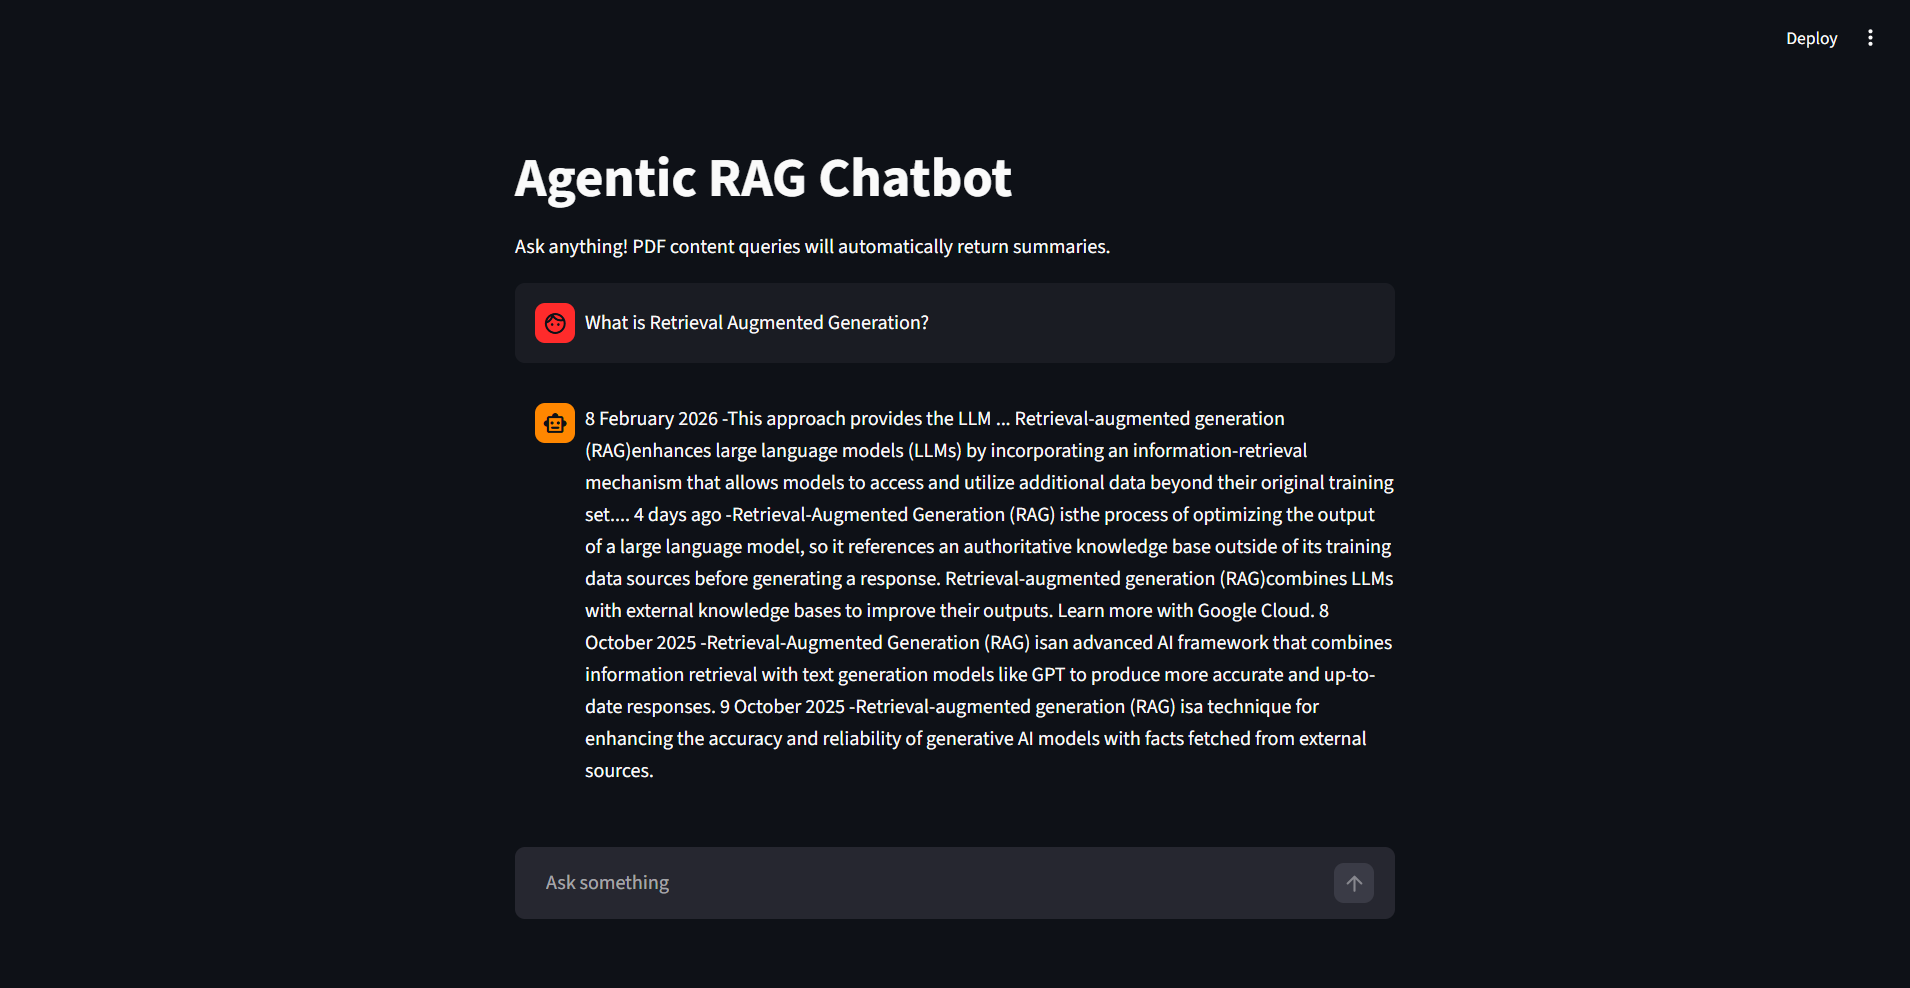 Deploy
Agentic RAG Chatbot
Ask anything! PDF content queries will automatically return summaries.
What is Retrieval Augmented Generation?
8 February 2026 -This approach provides the LLM ... Retrieval-augmented generation
(RAG)enhances large language models (LLMs) by incorporating an information-retrieval
mechanism that allows models to access and utilize additional data beyond their original training
set.... 4 days ago -Retrieval-Augmented Generation (RAG) isthe process of optimizing the output
of a large language model, so it references an authoritative knowledge base outside of its training
data sources before generating a response. Retrieval-augmented generation (RAG)combines LLMs
with external knowledge bases to improve their outputs. Learn more with Google Cloud. 8
October 2025 -Retrieval-Augmented Generation (RAG) isan advanced AI framework that combines
information retrieval with text generation models like GPT to produce more accurate and up-to-
date responses. 9 October 2025 -Retrieval-augmented generation (RAG) isa technique for
enhancing the accuracy and reliability of generative AI models with facts fetched from external
sources.
Ask something